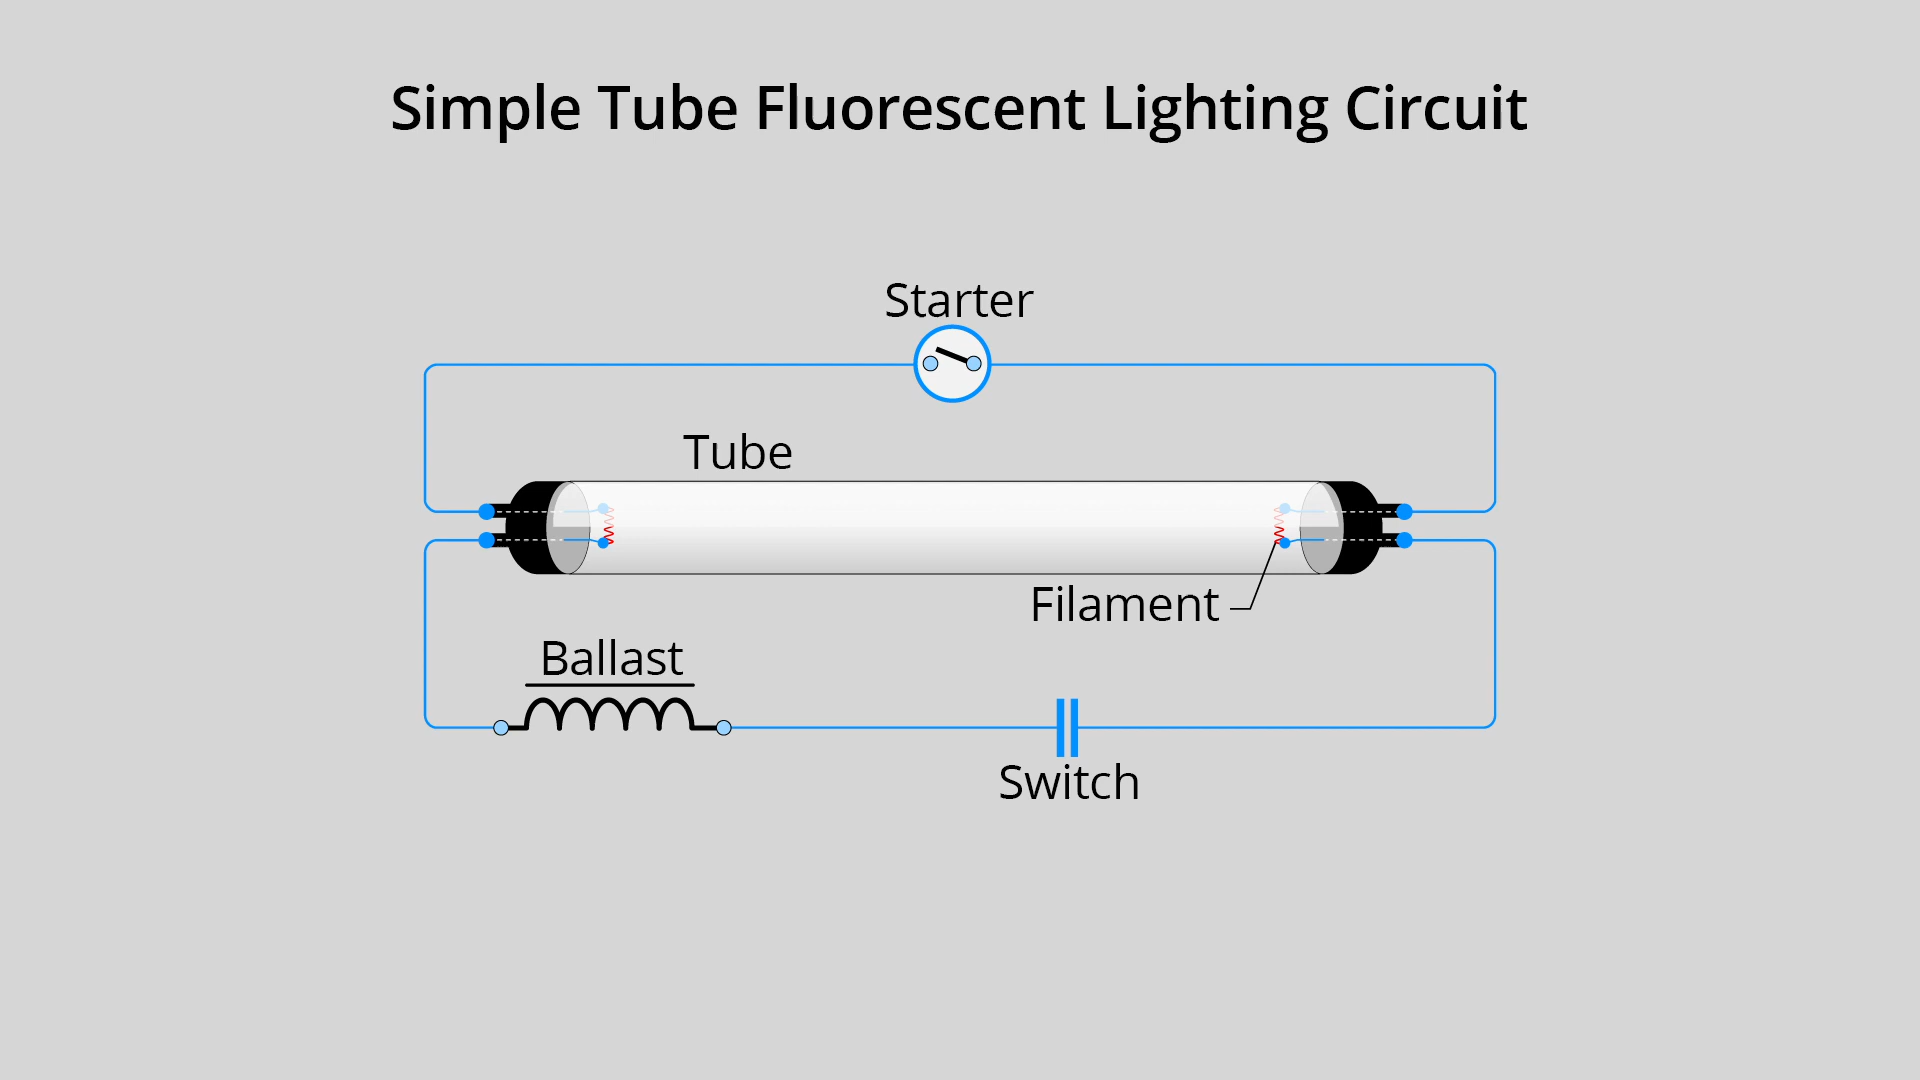 Simple Tube Fluorescent Lighting Circuit
Starter
Tube
Filament
Ballast
Switch